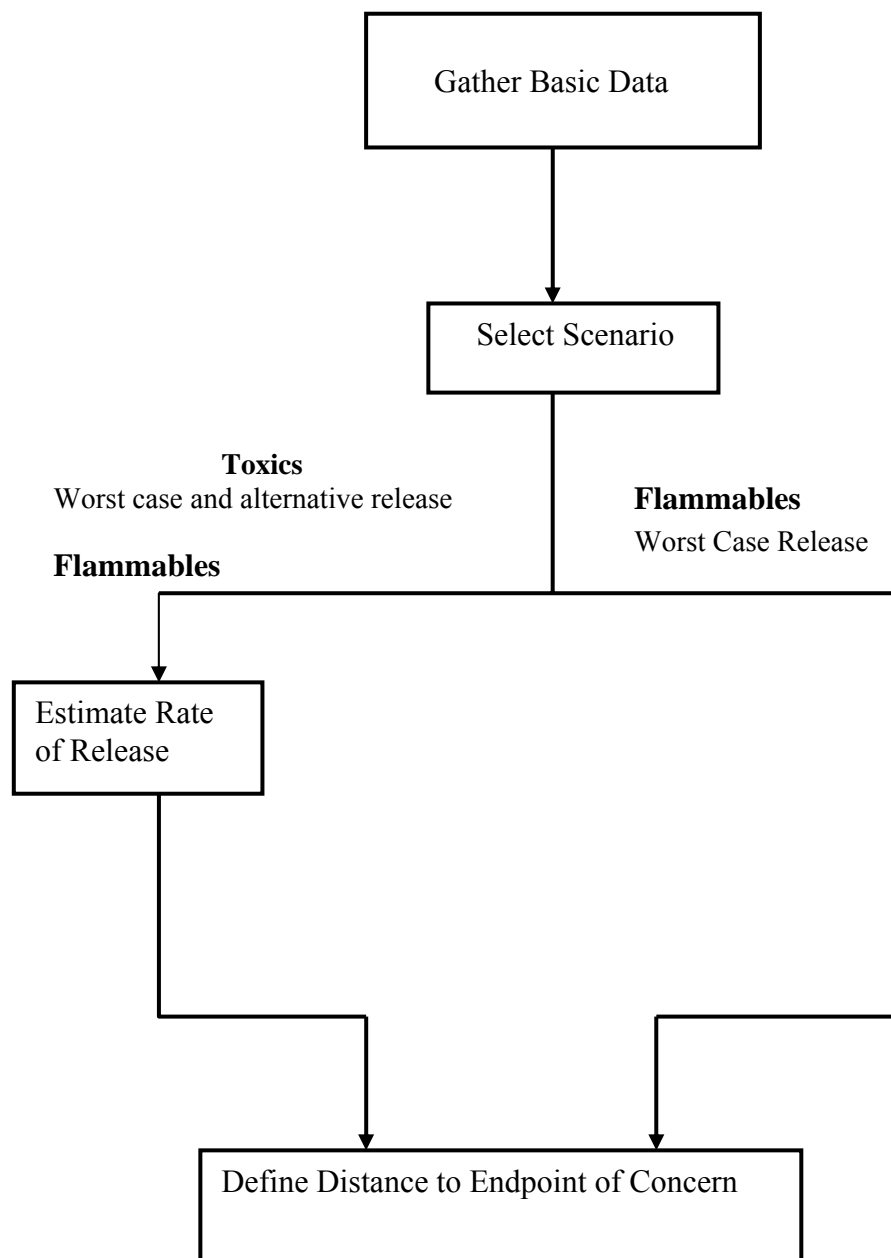 Gather Basic Data
Select Scenario
Toxics
Worst case and alternative release
Flammables
Flammables
Worst Case Release
Estimate Rate
of Release
Define Distance to Endpoint of Concern